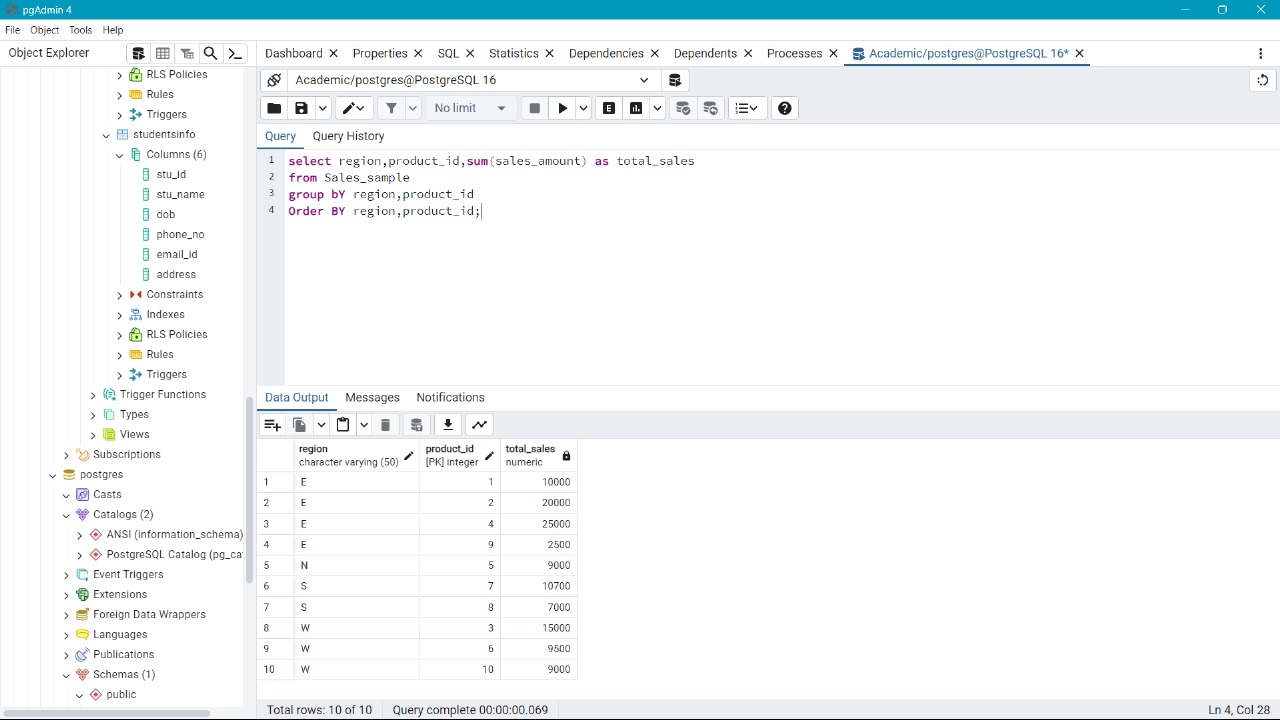 pgAdmin 4
File Object Tools Help
Object Explorer
Dashboard Properties SQL Statistics Dependencies Dependents Processes Academic/postgres@PostgreSQL 16*
RLS Policies
Rules
Triggers
studentsinfo
Columns (6)
stu_id
stu_name
dob
phone_no
email_id
address
Constraints
Indexes
RLS Policies
Rules
Triggers
Trigger Functions
Types
Views
Subscriptions
postgres
Casts
Catalogs (2)
ANSI (information_schema)
PostgreSQL Catalog (pg_ca
Event Triggers
Extensions
Foreign Data Wrappers
Languages
Publications
Schemas (1)
public
Academic/postgres@PostgreSQL 16
No limit E
Query Query History
1 select region,product_id,sum(sales_amount) as total_sales
2 from Sales_sample
3 group bY region,product_id
4 Order BY region,product_id;
Data Output Messages Notifications
region product_id total_sales
character varying (50) [PK] integer numeric
1 E 1 10000
2 E 2 20000
3 E 4 25000
4 E 9 2500
5 N 5 9000
6 S 7 10700
7 S 8 7000
8 W 3 15000
9 W 6 9500
10 W 10 9000
Total rows: 10 of 10 Query complete 00:00:00.069 Ln 4, Col 28